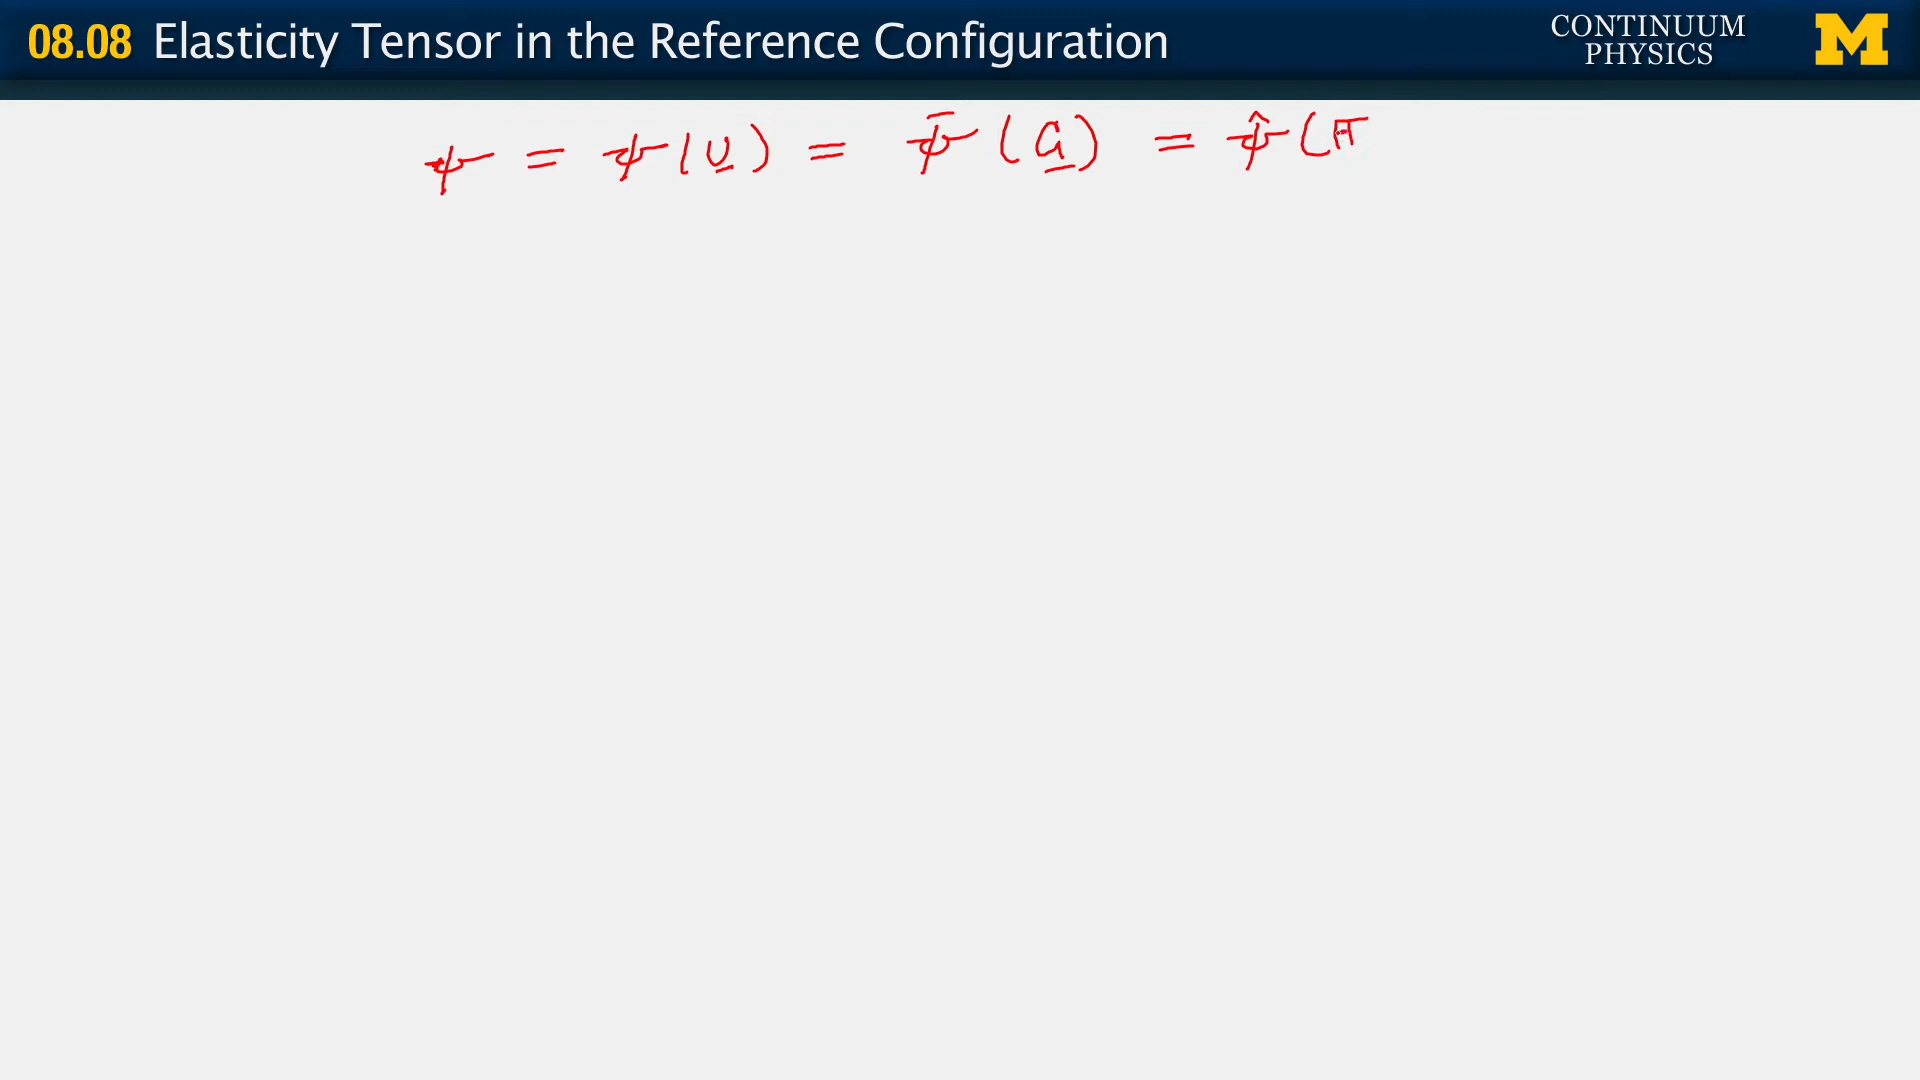 08.08 Elasticity Tensor in the Reference Configuration
CONTINUUM
PHYSICS
M
ψ = ψ(U̲) = ψ̄(C̲) = ψ̂(